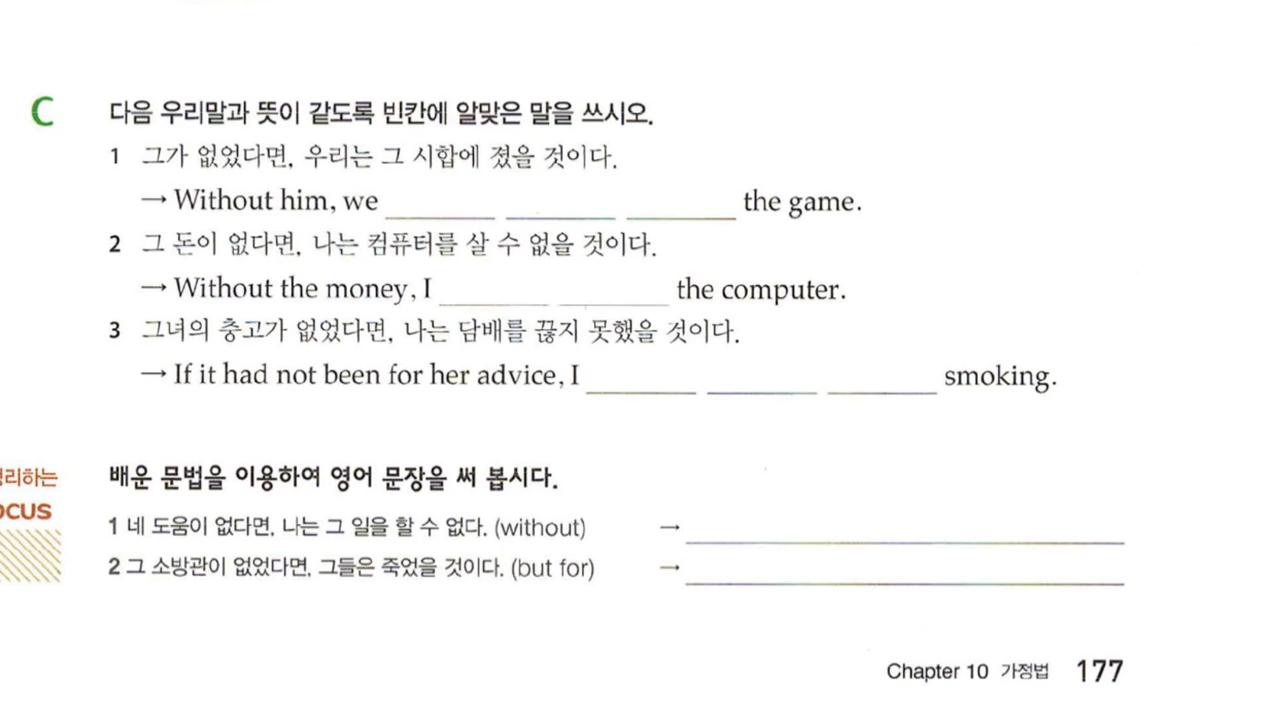 C 다음 우리말과 뜻이 같도록 빈칸에 알맞은 말을 쓰시오.
1 그가 없었다면, 우리는 그 시합에 졌을 것이다.
→ Without him, we ______ ______ ______ the game.
2 그 돈이 없다면, 나는 컴퓨터를 살 수 없을 것이다.
→ Without the money, I ______ ______ the computer.
3 그녀의 충고가 없었다면, 나는 담배를 끊지 못했을 것이다.
→ If it had not been for her advice, I ______ ______ ______ smoking.
리하는 배운 문법을 이용하여 영어 문장을 써 봅시다.
OCUS
1 네 도움이 없다면, 나는 그 일을 할 수 없다. (without) →
2 그 소방관이 없었다면, 그들은 죽었을 것이다. (but for) →
Chapter 10 가정법 177